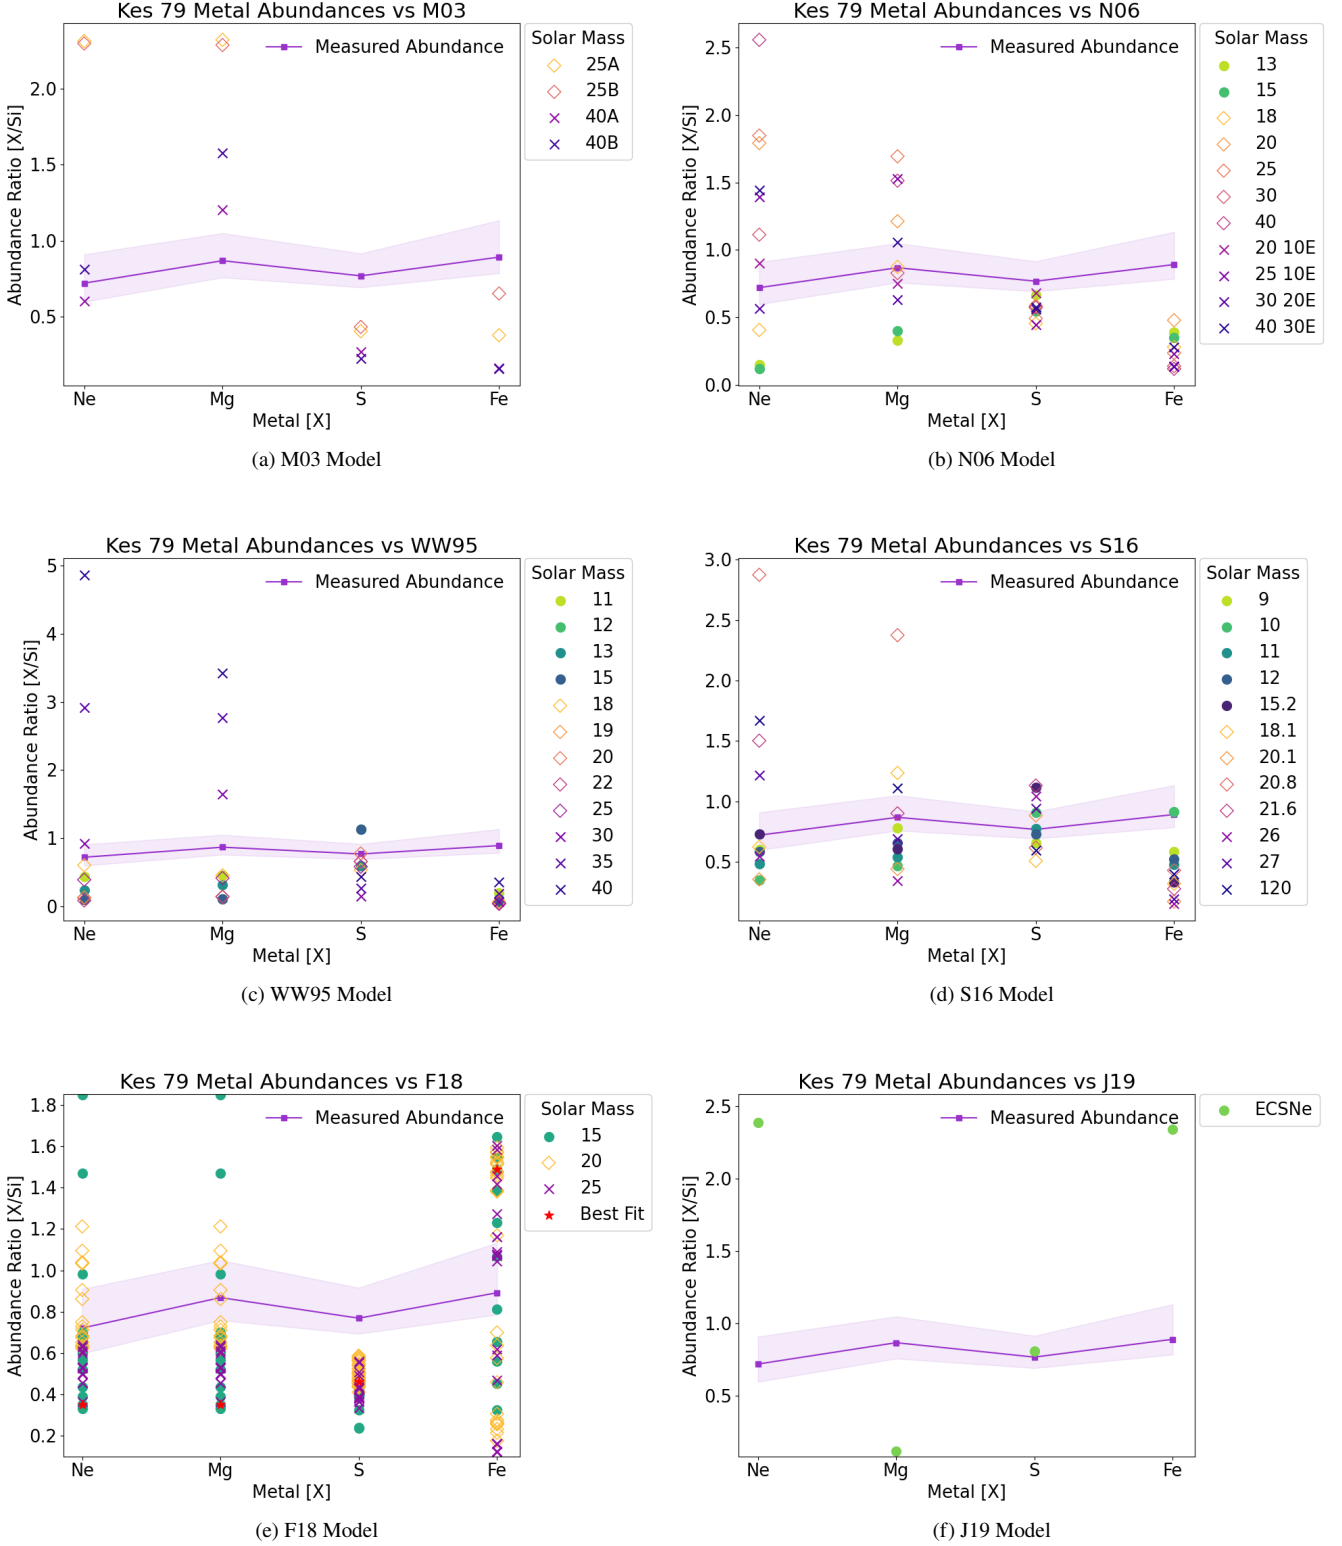 Kes 79 Metal Abundances vs M03
Abundance Ratio [X/Si]
2.0
1.5
1.0
0.5
Ne
Mg
S
Fe
Metal [X]
Measured Abundance
Solar Mass
25A
25B
40A
40B
(a) M03 Model
Kes 79 Metal Abundances vs N06
Abundance Ratio [X/Si]
2.5
2.0
1.5
1.0
0.5
0.0
Ne
Mg
S
Fe
Metal [X]
Measured Abundance
Solar Mass
13
15
18
20
25
30
40
20 10E
25 10E
30 20E
40 30E
(b) N06 Model
Kes 79 Metal Abundances vs WW95
Abundance Ratio [X/Si]
5
4
3
2
1
0
Ne
Mg
S
Fe
Metal [X]
Measured Abundance
Solar Mass
11
12
13
15
18
19
20
22
25
30
35
40
(c) WW95 Model
Kes 79 Metal Abundances vs S16
Abundance Ratio [X/Si]
3.0
2.5
2.0
1.5
1.0
0.5
Ne
Mg
S
Fe
Metal [X]
Measured Abundance
Solar Mass
9
10
11
12
15.2
18.1
20.1
20.8
21.6
26
27
120
(d) S16 Model
Kes 79 Metal Abundances vs F18
Abundance Ratio [X/Si]
1.8
1.6
1.4
1.2
1.0
0.8
0.6
0.4
0.2
Ne
Mg
S
Fe
Metal [X]
Measured Abundance
Solar Mass
15
20
25
Best Fit
(e) F18 Model
Kes 79 Metal Abundances vs J19
Abundance Ratio [X/Si]
2.5
2.0
1.5
1.0
0.5
Ne
Mg
S
Fe
Metal [X]
Measured Abundance
ECSNe
(f) J19 Model